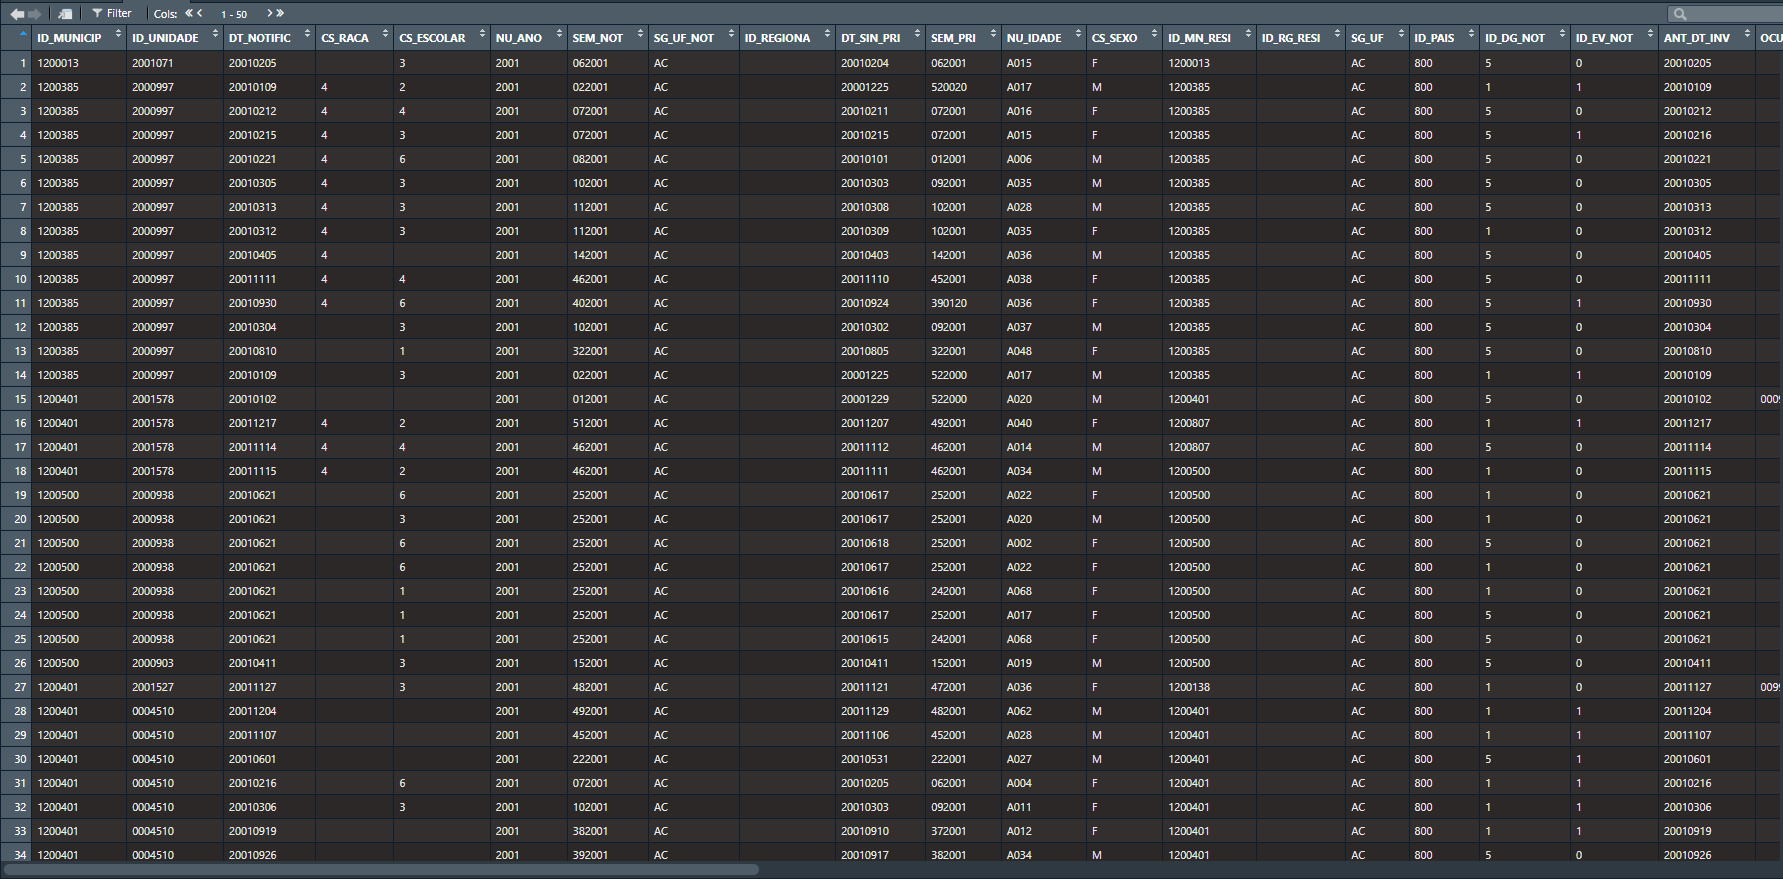 Filter Cols: 1 - 50
ID_MUNICIP ID_UNIDADE DT_NOTIFIC CS_RACA CS_ESCOLAR NU_ANO SEM_NOT SG_UF_NOT ID_REGIONA DT_SIN_PRI SEM_PRI NU_IDADE CS_SEXO ID_MN_RESI ID_RG_RESI SG_UF ID_PAIS ID_DG_NOT ID_EV_NOT ANT_DT_INV OCU
1 1200013 2001071 20010205 3 2001 062001 AC 20010204 062001 A015 F 1200013 AC 800 5 0 20010205
2 1200385 2000997 20010109 4 2 2001 022001 AC 20001225 520020 A017 M 1200385 AC 800 1 1 20010109
3 1200385 2000997 20010212 4 4 2001 072001 AC 20010211 072001 A016 F 1200385 AC 800 5 0 20010212
4 1200385 2000997 20010215 4 3 2001 072001 AC 20010215 072001 A015 F 1200385 AC 800 5 1 20010216
5 1200385 2000997 20010221 4 6 2001 082001 AC 20010101 012001 A006 M 1200385 AC 800 5 0 20010221
6 1200385 2000997 20010305 4 3 2001 102001 AC 20010303 092001 A035 M 1200385 AC 800 5 0 20010305
7 1200385 2000997 20010313 4 3 2001 112001 AC 20010308 102001 A028 M 1200385 AC 800 5 0 20010313
8 1200385 2000997 20010312 4 3 2001 112001 AC 20010309 102001 A035 F 1200385 AC 800 1 0 20010312
9 1200385 2000997 20010405 4 2001 142001 AC 20010403 142001 A036 M 1200385 AC 800 5 0 20010405
10 1200385 2000997 20011111 4 4 2001 462001 AC 20011110 452001 A038 F 1200385 AC 800 5 0 20011111
11 1200385 2000997 20010930 4 6 2001 402001 AC 20010924 390120 A036 F 1200385 AC 800 5 1 20010930
12 1200385 2000997 20010304 3 2001 102001 AC 20010302 092001 A037 M 1200385 AC 800 5 0 20010304
13 1200385 2000997 20010810 1 2001 322001 AC 20010805 322001 A048 F 1200385 AC 800 5 0 20010810
14 1200385 2000997 20010109 3 2001 022001 AC 20001225 522000 A017 M 1200385 AC 800 1 1 20010109
15 1200401 2001578 20010102 2001 012001 AC 20001229 522000 A020 M 1200401 AC 800 5 0 20010102 0009
16 1200401 2001578 20011217 4 2 2001 512001 AC 20011207 492001 A040 F 1200807 AC 800 1 1 20011217
17 1200401 2001578 20011114 4 4 2001 462001 AC 20011112 462001 A014 M 1200807 AC 800 5 0 20011114
18 1200401 2001578 20011115 4 2 2001 462001 AC 20011111 462001 A034 M 1200500 AC 800 1 0 20011115
19 1200500 2000938 20010621 6 2001 252001 AC 20010617 252001 A022 F 1200500 AC 800 1 0 20010621
20 1200500 2000938 20010621 3 2001 252001 AC 20010617 252001 A020 M 1200500 AC 800 1 0 20010621
21 1200500 2000938 20010621 6 2001 252001 AC 20010618 252001 A002 F 1200500 AC 800 5 0 20010621
22 1200500 2000938 20010621 6 2001 252001 AC 20010617 252001 A022 F 1200500 AC 800 1 0 20010621
23 1200500 2000938 20010621 1 2001 252001 AC 20010616 242001 A068 F 1200500 AC 800 1 0 20010621
24 1200500 2000938 20010621 1 2001 252001 AC 20010617 252001 A017 F 1200500 AC 800 5 0 20010621
25 1200500 2000938 20010621 1 2001 252001 AC 20010615 242001 A068 F 1200500 AC 800 5 0 20010621
26 1200500 2000903 20010411 3 2001 152001 AC 20010411 152001 A019 M 1200500 AC 800 5 0 20010411
27 1200401 2001527 20011127 3 2001 482001 AC 20011121 472001 A036 F 1200138 AC 800 1 0 20011127 0099
28 1200401 0004510 20011204 2001 492001 AC 20011129 482001 A062 M 1200401 AC 800 1 1 20011204
29 1200401 0004510 20011107 2001 452001 AC 20011106 452001 A028 M 1200401 AC 800 1 1 20011107
30 1200401 0004510 20010601 2001 222001 AC 20010531 222001 A027 M 1200401 AC 800 5 1 20010601
31 1200401 0004510 20010216 6 2001 072001 AC 20010205 062001 A004 F 1200401 AC 800 1 1 20010216
32 1200401 0004510 20010306 3 2001 102001 AC 20010303 092001 A011 F 1200401 AC 800 1 1 20010306
33 1200401 0004510 20010919 2001 382001 AC 20010910 372001 A012 F 1200401 AC 800 1 1 20010919
34 1200401 0004510 20010926 2001 392001 AC 20010917 382001 A034 M 1200401 AC 800 5 0 20010926